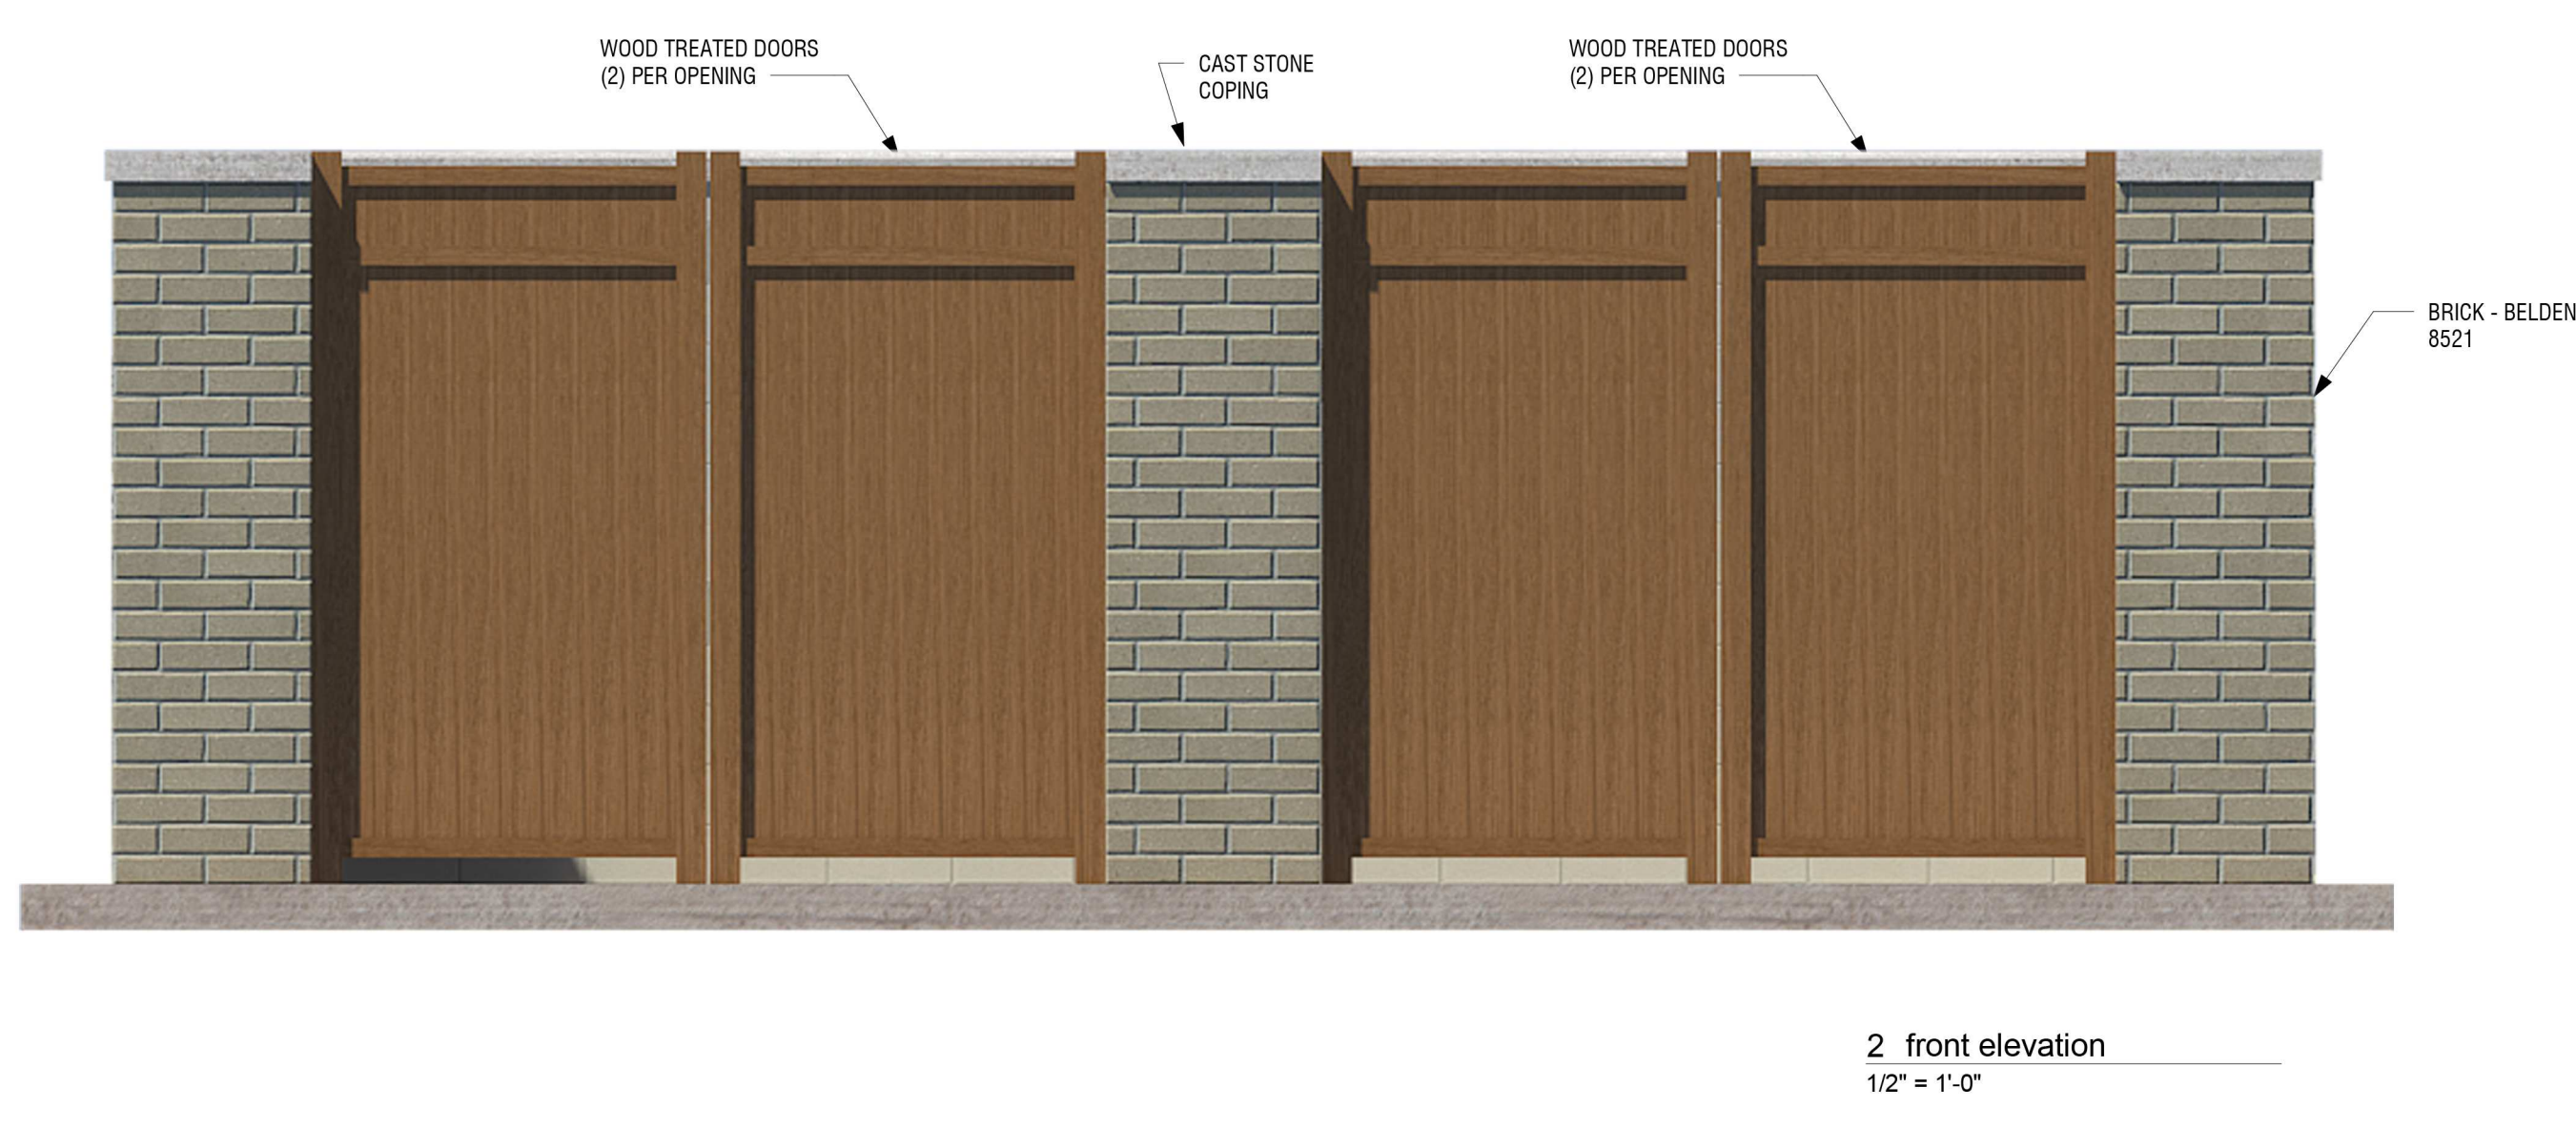 WOOD TREATED DOORS
(2) PER OPENING
CAST STONE
COPING
WOOD TREATED DOORS
(2) PER OPENING
BRICK - BELDEN
8521
2 front elevation
1/2" = 1'-0"